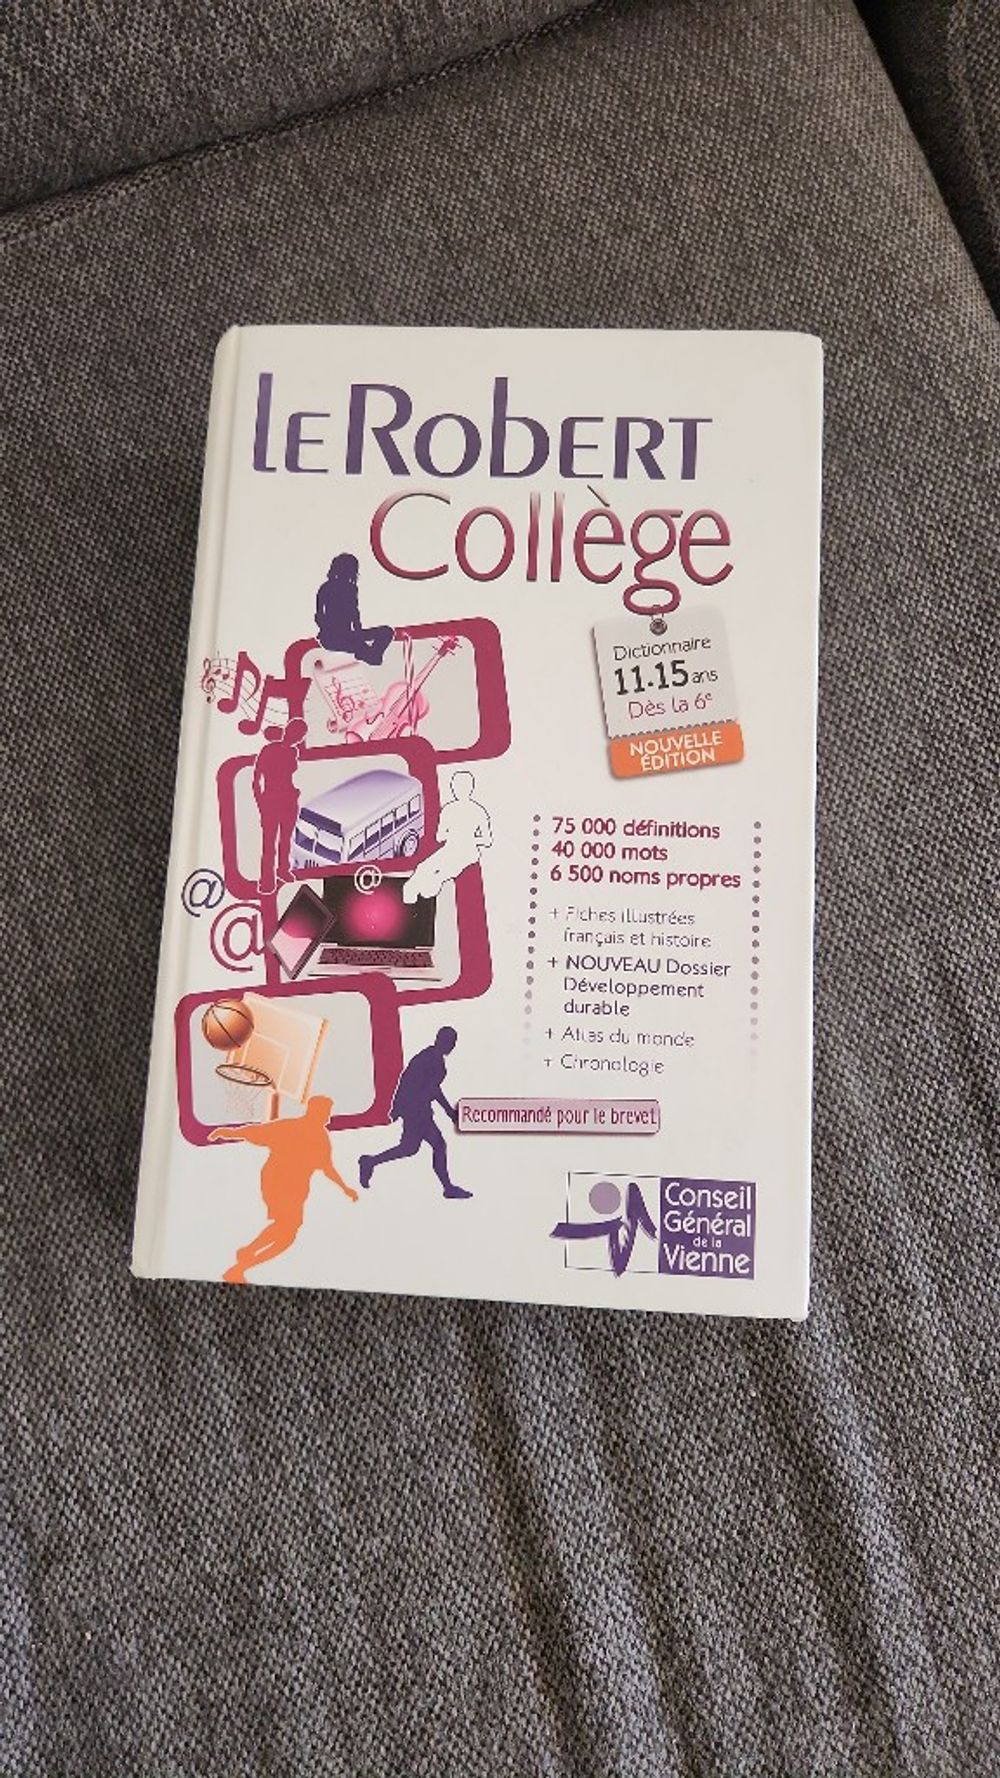 LE ROBERT
Collège
Dictionnaire
11.15 ans
Dès la 6e
NOUVELLE
ÉDITION
75 000 définitions
40 000 mots
6 500 noms propres
+ Fiches illustrées
français et histoire
+ NOUVEAU Dossier
Développement
durable
+ Atlas du monde
+ Chronologie
@
@
@
Recommandé pour le brevet
Conseil
Général
de la
Vienne